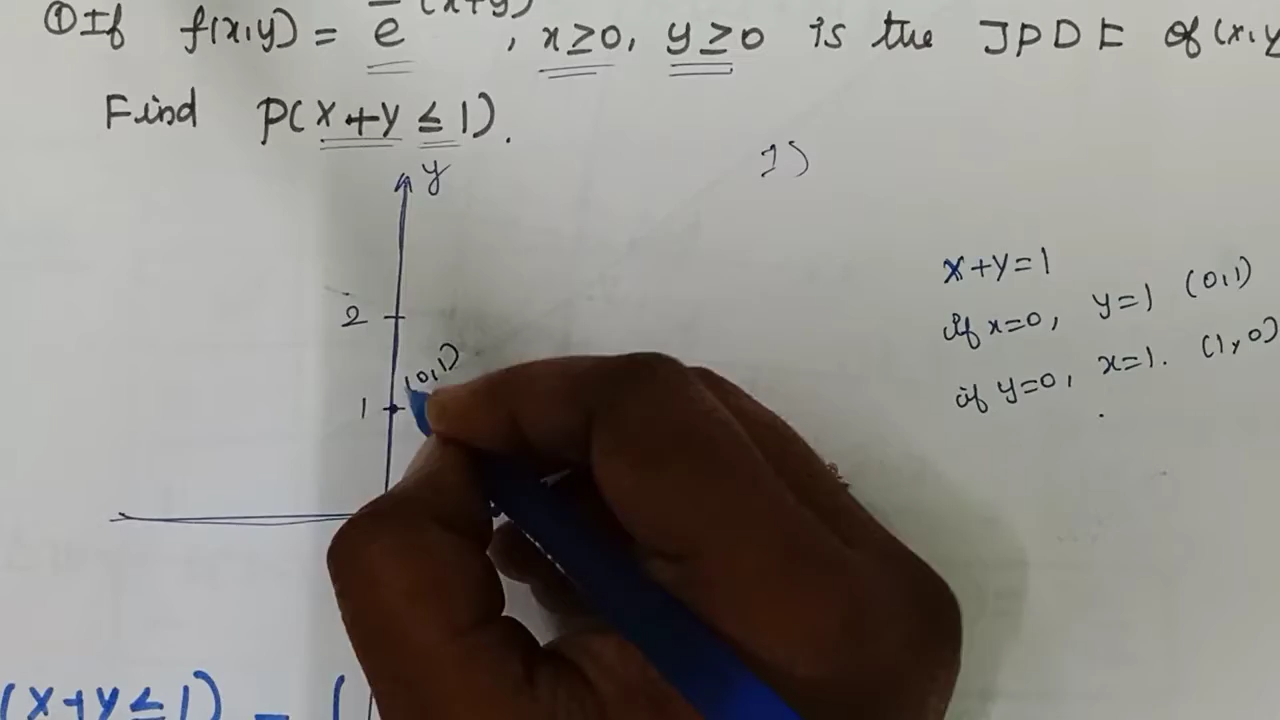 ① If f(x,y) = e^-(x+y), x≥0, y≥0 is the JPDF of (x,y
Find P(X+Y ≤ 1).
y
1)
x+y=1
if x=0, y=1 (0,1)
if y=0, x=1. (1,0)
2
(0,1)
1
(X+Y≤1) = ∫